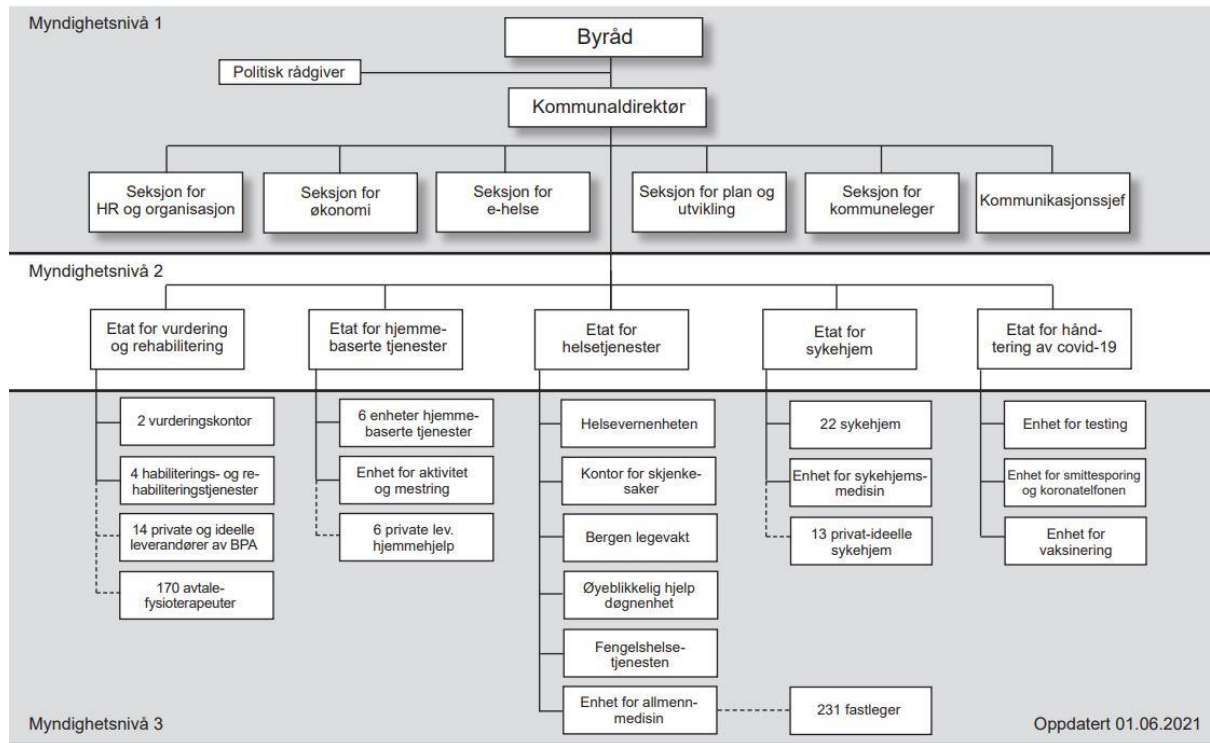 Myndighetsnivå 1
Byråd
Politisk rådgiver
Kommunaldirektør
Seksjon for
HR og organisasjon
Seksjon for
økonomi
Seksjon for
e-helse
Seksjon for plan og
utvikling
Seksjon for
kommuneleger
Kommunikasjonssjef
Myndighetsnivå 2
Etat for vurdering
og rehabilitering
Etat for hjemme-
baserte tjenester
Etat for
helsetjenester
Etat for
sykehjem
Etat for hånd-
tering av covid-19
2 vurderingskontor
4 habiliterings- og re-
habiliteringstjenester
14 private og ideelle
leverandører av BPA
170 avtale-
fysioterapeuter
6 enheter hjemme-
baserte tjenester
Enhet for aktivitet
og mestring
6 private lev.
hjemmehjelp
Helsevernenheten
Kontor for skjenke-
saker
Bergen legevakt
Øyeblikkelig hjelp
døgnenhet
Fengelshelse-
tjenesten
Enhet for allmenn-
medisin
231 fastleger
22 sykehjem
Enhet for sykehjems-
medisin
13 privat-ideelle
sykehjem
Enhet for testing
Enhet for smittesporing
og koronatelfonen
Enhet for
vaksinering
Myndighetsnivå 3
Oppdatert 01.06.2021